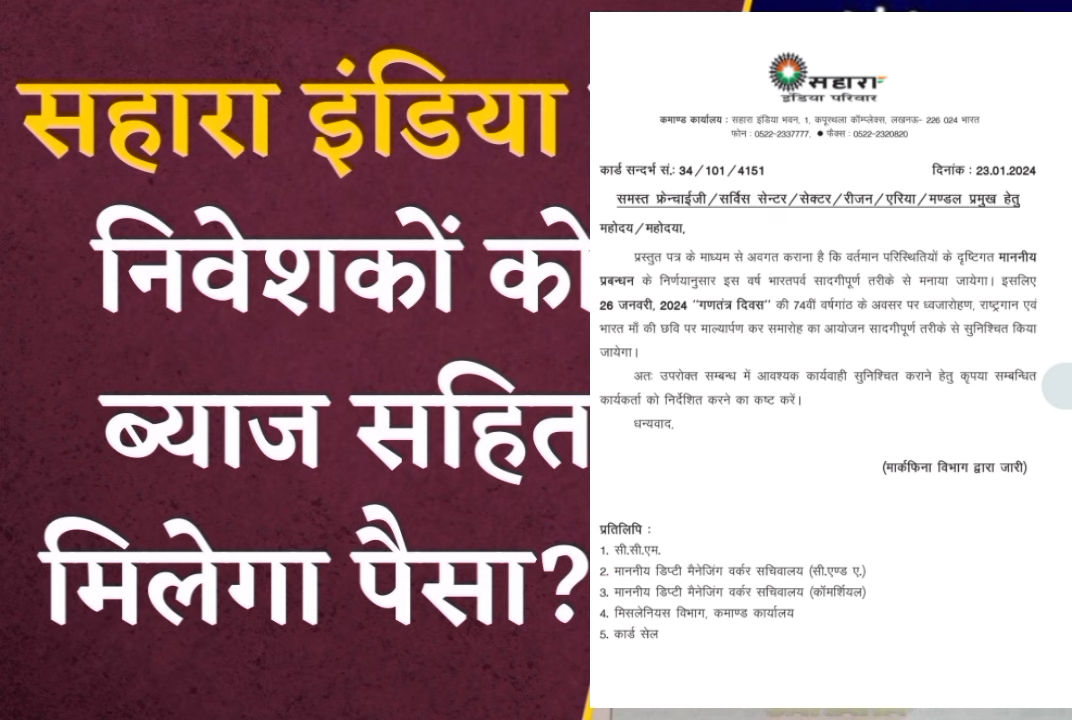 सहारा इंडिया
निवेशकों को
ब्याज सहित
मिलेगा पैसा?
सहारा
इंडिया परिवार
कमाण्ड कार्यालय : सहारा इंडिया भवन, 1, कपूरथला कॉम्प्लेक्स, लखनऊ- 226 024 भारत
फोन : 0522-2337777, ● फैक्स : 0522-2320820
कार्ड सन्दर्भ सं.: 34/101/4151 दिनांक : 23.01.2024
समस्त फ्रेन्चाईजी/सर्विस सेन्टर/सेक्टर/रीजन/एरिया/मण्डल प्रमुख हेतु
महोदय/महोदया,
प्रस्तुत पत्र के माध्यम से अवगत कराना है कि वर्तमान परिस्थितियों के दृष्टिगत माननीय
प्रबन्धन के निर्णयानुसार इस वर्ष भारतपर्व सादगीपूर्ण तरीके से मनाया जायेगा। इसलिए
26 जनवरी, 2024 "गणतंत्र दिवस" की 74वीं वर्षगांठ के अवसर पर ध्वजारोहण, राष्ट्रगान एवं
भारत माँ की छवि पर माल्यार्पण कर समारोह का आयोजन सादगीपूर्ण तरीके से सुनिश्चित किया
जायेगा।
अतः उपरोक्त सम्बन्ध में आवश्यक कार्यवाही सुनिश्चित कराने हेतु कृपया सम्बन्धित
कार्यकर्ता को निर्देशित करने का कष्ट करें।
धन्यवाद,
(मार्कफिना विभाग द्वारा जारी)
प्रतिलिपि :
1. सी.सी.एम.
2. माननीय डिप्टी मैनेजिंग वर्कर सचिवालय (सी.एण्ड ए.)
3. माननीय डिप्टी मैनेजिंग वर्कर सचिवालय (कॉमर्शियल)
4. मिसलेनियस विभाग, कमाण्ड कार्यालय
5. कार्ड सेल